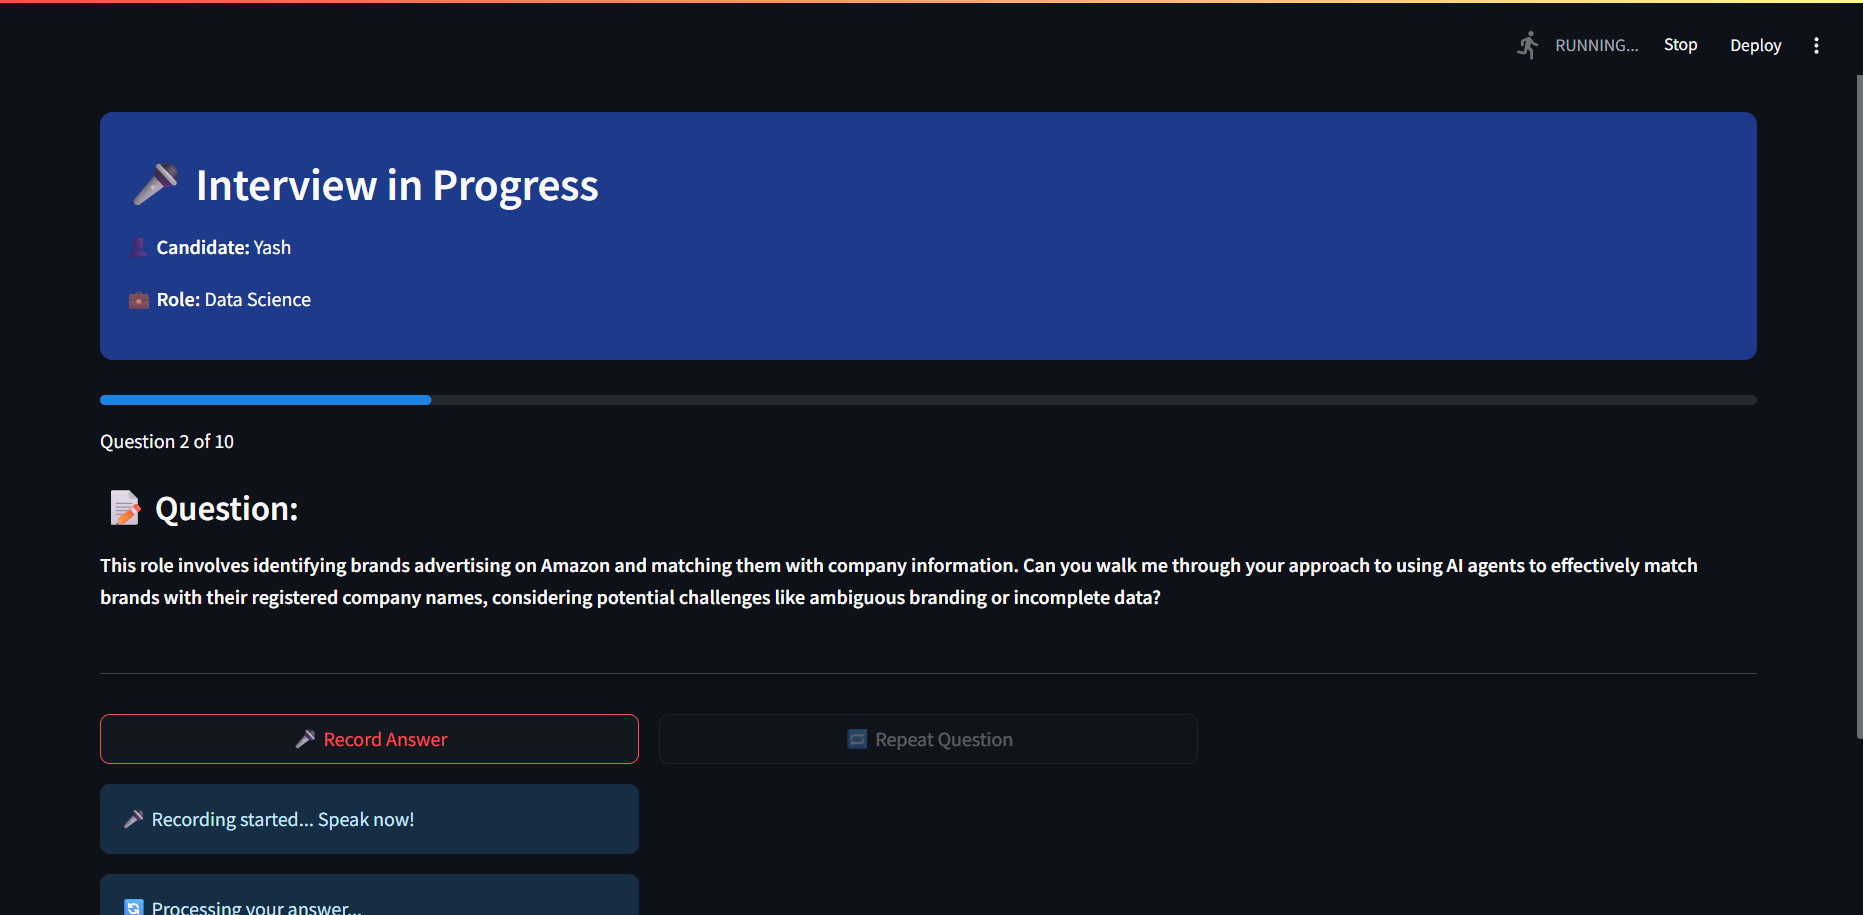 RUNNING...
Stop
Deploy
Interview in Progress
Candidate: Yash
Role: Data Science
Question 2 of 10
Question:
This role involves identifying brands advertising on Amazon and matching them with company information. Can you walk me through your approach to using AI agents to effectively match
brands with their registered company names, considering potential challenges like ambiguous branding or incomplete data?
Record Answer
Repeat Question
Recording started... Speak now!
Processing your answer...